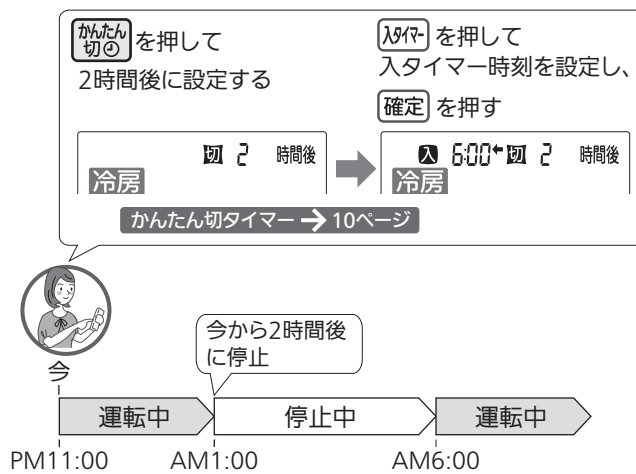 かんたん
切 を押して
2時間後に設定する
切 2 時間後
冷房
かんたん切タイマー ➔ 10ページ
入タイマー を押して
入タイマー時刻を設定し、
確定 を押す
入 6:00←切 2 時間後
冷房
今から2時間後
に停止
今
運転中 停止中 運転中
PM11:00 AM1:00 AM6:00